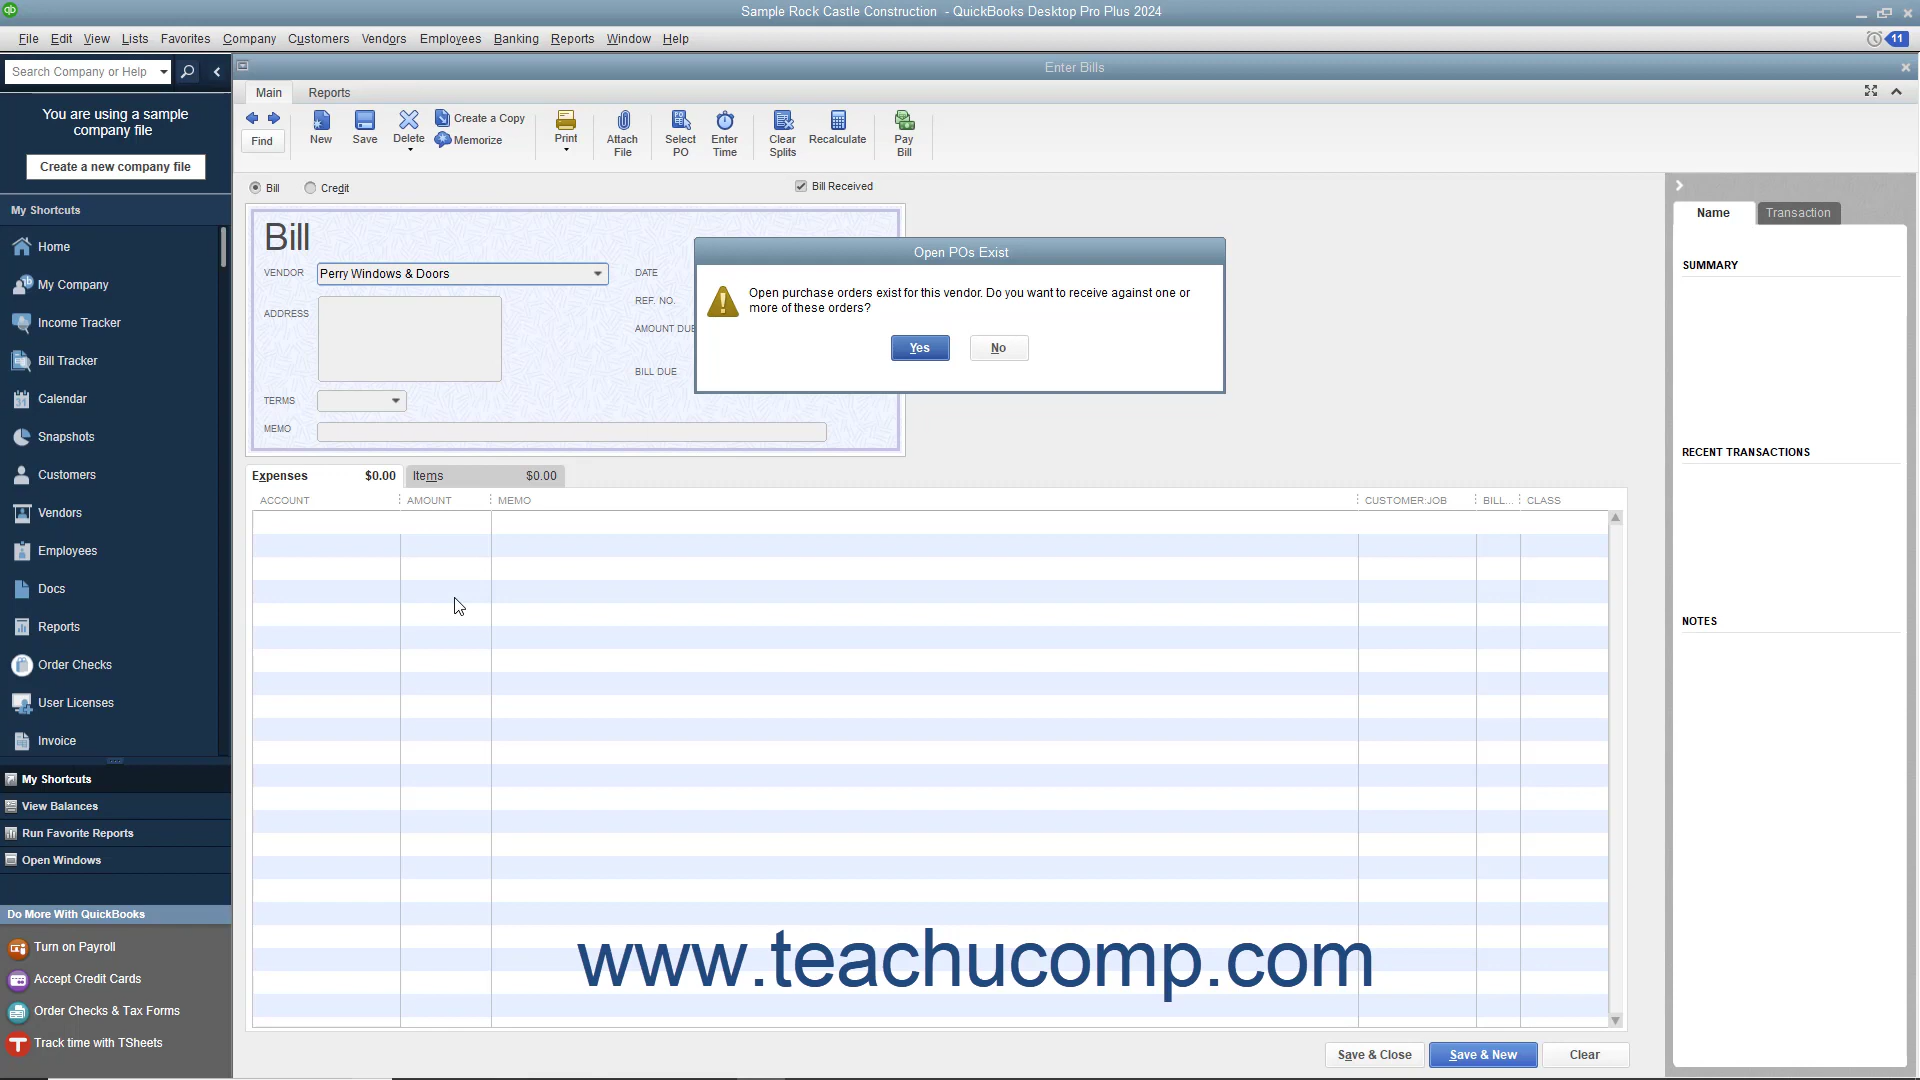 Sample Rock Castle Construction - QuickBooks Desktop Pro Plus 2024
File Edit View Lists Favorites Company Customers Vendors Employees Banking Reports Window Help
11
Search Company or Help
Enter Bills
You are using a sample
company file
Create a new company file
Main Reports
Find
New
Save
Delete
Create a Copy
Memorize
Print
Attach
File
Select
PO
Enter
Time
Clear
Splits
Recalculate
Pay
Bill
Bill Credit Bill Received
My Shortcuts
Home
My Company
Income Tracker
Bill Tracker
Calendar
Snapshots
Customers
Vendors
Employees
Docs
Reports
Order Checks
User Licenses
Invoice
My Shortcuts
View Balances
Run Favorite Reports
Open Windows
Do More With QuickBooks
Turn on Payroll
Accept Credit Cards
Order Checks & Tax Forms
Track time with TSheets
Bill
VENDOR Perry Windows & Doors
ADDRESS
TERMS
MEMO
DATE
REF. NO.
AMOUNT DUE
BILL DUE
Open POs Exist
Open purchase orders exist for this vendor. Do you want to receive against one or
more of these orders?
Yes No
Expenses $0.00 Items $0.00
ACCOUNT AMOUNT MEMO CUSTOMER:JOB BILL... CLASS
www.teachucomp.com
Save & Close Save & New Clear
Name Transaction
SUMMARY
RECENT TRANSACTIONS
NOTES